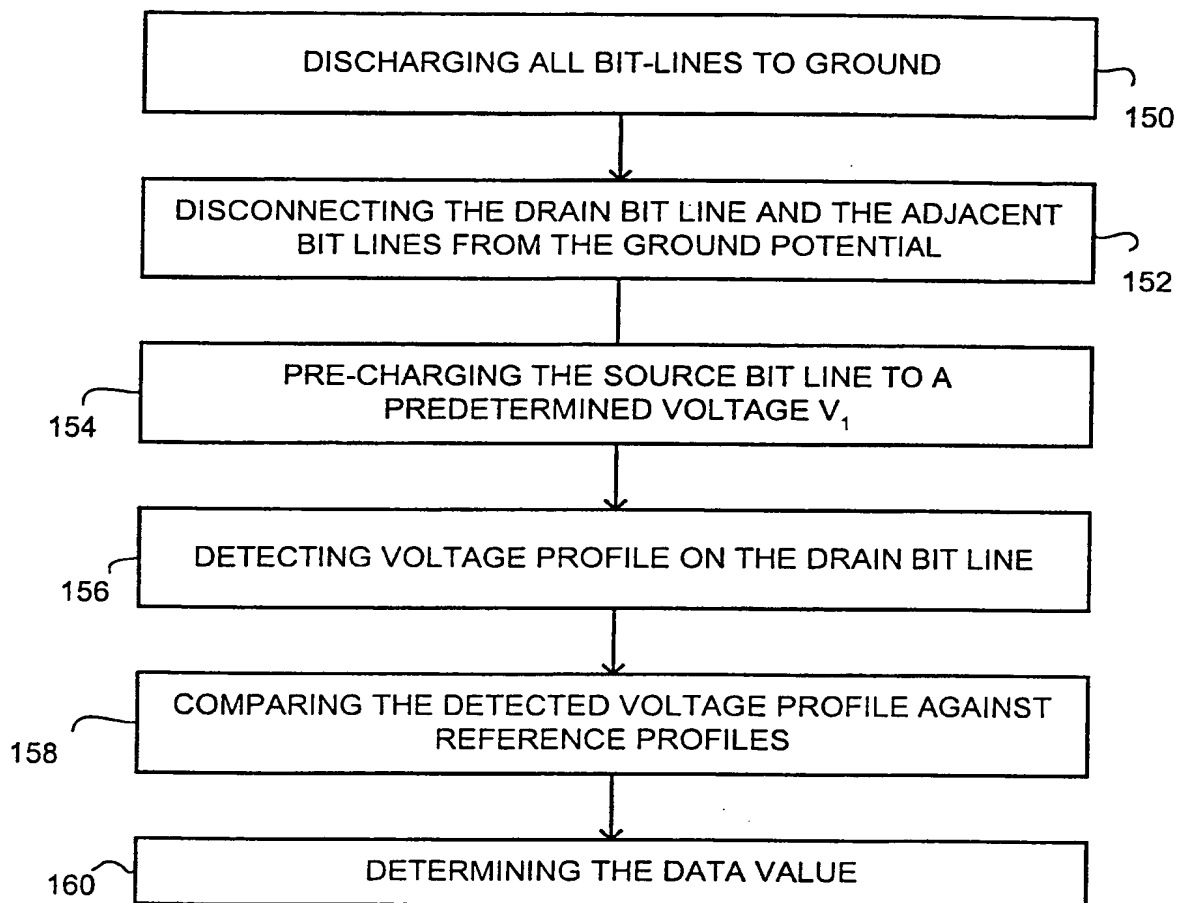 DISCHARGING ALL BIT-LINES TO GROUND
150
DISCONNECTING THE DRAIN BIT LINE AND THE ADJACENT
BIT LINES FROM THE GROUND POTENTIAL
152
PRE-CHARGING THE SOURCE BIT LINE TO A
PREDETERMINED VOLTAGE V₁
154
DETECTING VOLTAGE PROFILE ON THE DRAIN BIT LINE
156
COMPARING THE DETECTED VOLTAGE PROFILE AGAINST
REFERENCE PROFILES
158
DETERMINING THE DATA VALUE
160